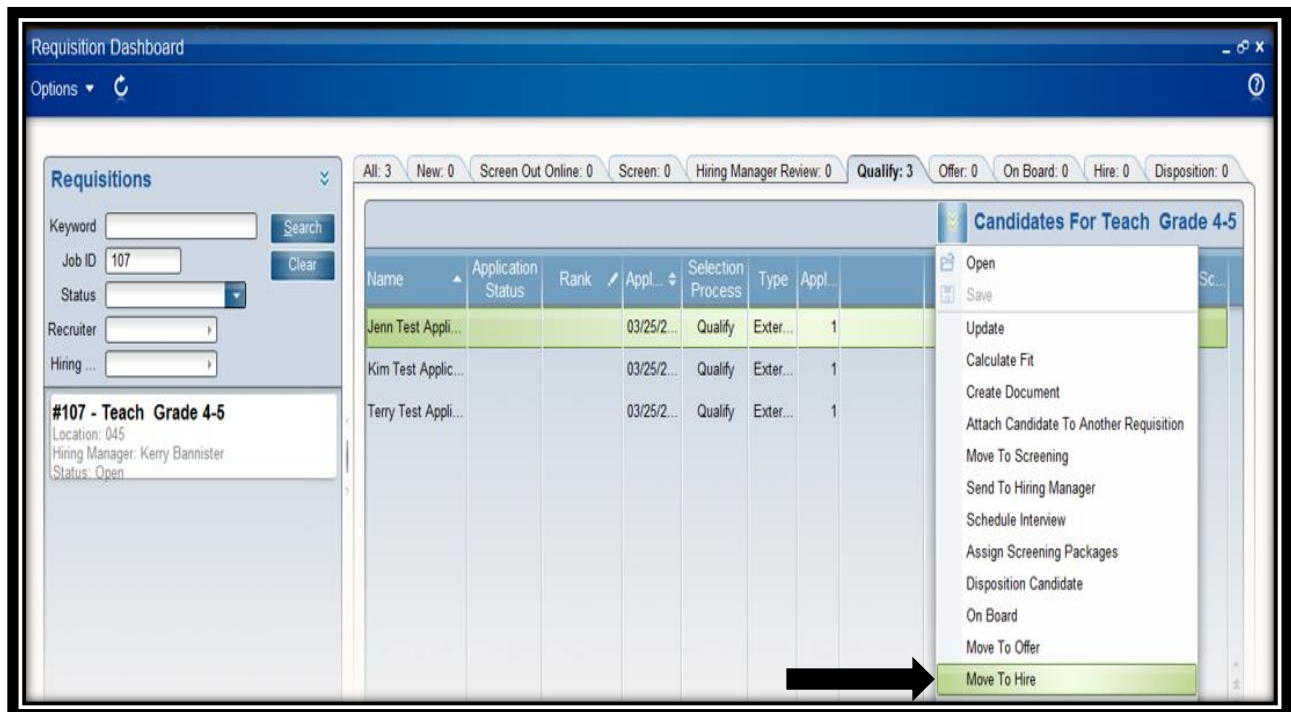 Requisition Dashboard
Options
Requisitions
Keyword
Search
Job ID 107
Clear
Status
Recruiter
Hiring ...
#107 - Teach Grade 4-5
Location: 045
Hiring Manager: Kerry Bannister
Status: Open
All: 3 New: 0 Screen Out Online: 0 Screen: 0 Hiring Manager Review: 0 Qualify: 3 Offer: 0 On Board: 0 Hire: 0 Disposition: 0
Candidates For Teach Grade 4-5
Name Application Status Rank Appl... Selection Process Type Appl... Sc...
Jenn Test Appli... 03/25/2... Qualify Exter... 1
Kim Test Applic... 03/25/2... Qualify Exter... 1
Terry Test Appli... 03/25/2... Qualify Exter... 1
Open
Save
Update
Calculate Fit
Create Document
Attach Candidate To Another Requisition
Move To Screening
Send To Hiring Manager
Schedule Interview
Assign Screening Packages
Disposition Candidate
On Board
Move To Offer
Move To Hire